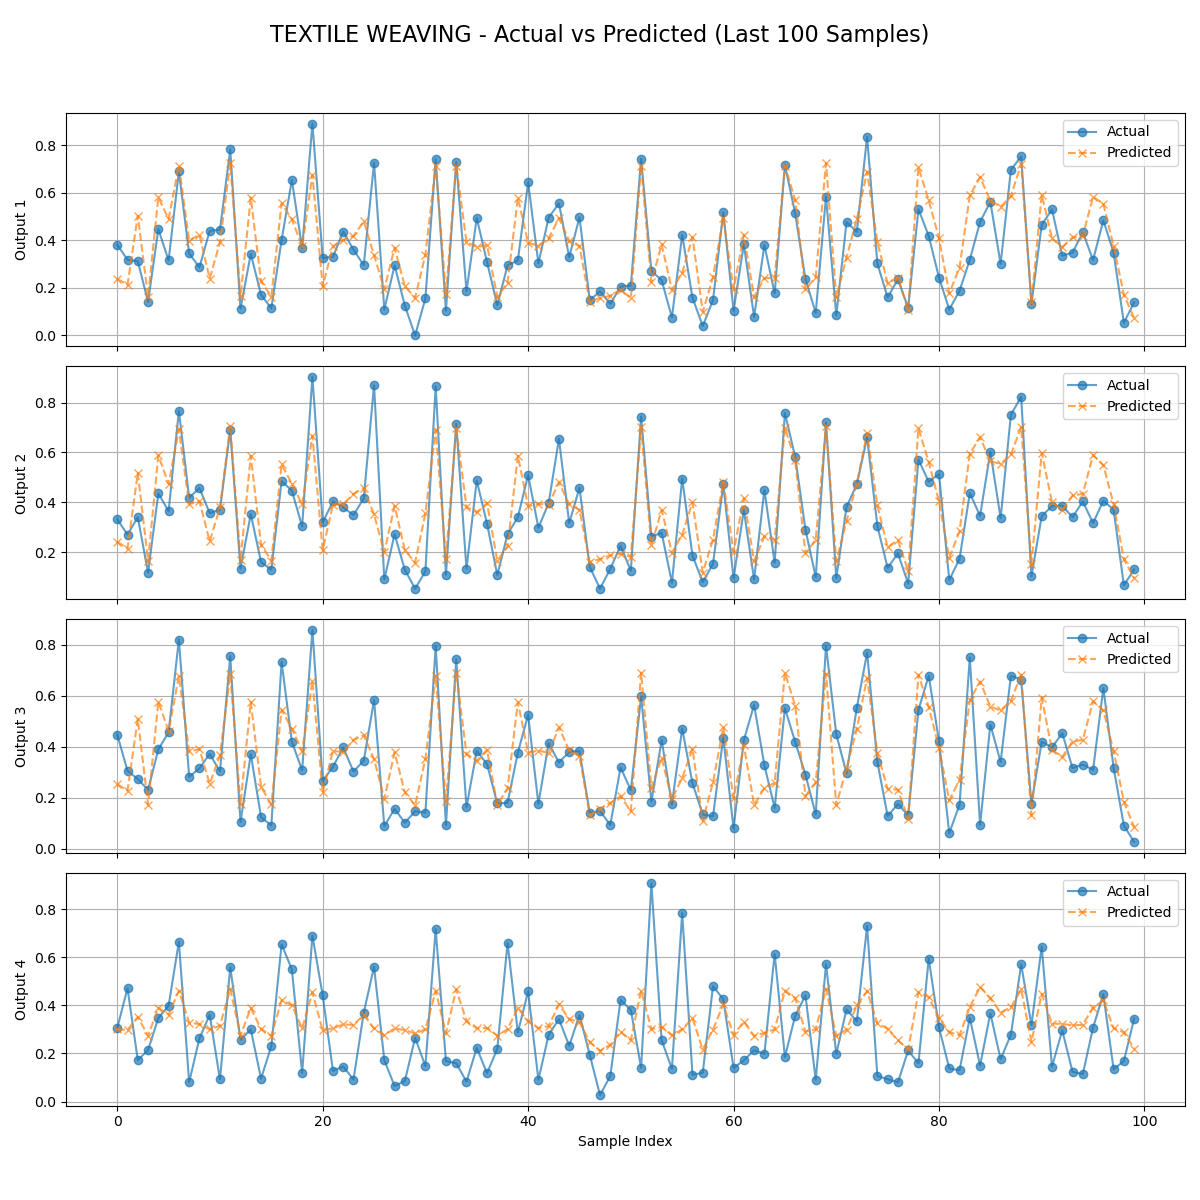 TEXTILE WEAVING - Actual vs Predicted (Last 100 Samples)
Output 1
0.8
0.6
0.4
0.2
0.0
Actual
Predicted
Output 2
0.8
0.6
0.4
0.2
Actual
Predicted
Output 3
0.8
0.6
0.4
0.2
0.0
Actual
Predicted
Output 4
0.8
0.6
0.4
0.2
0.0
Actual
Predicted
0 20 40 60 80 100
Sample Index